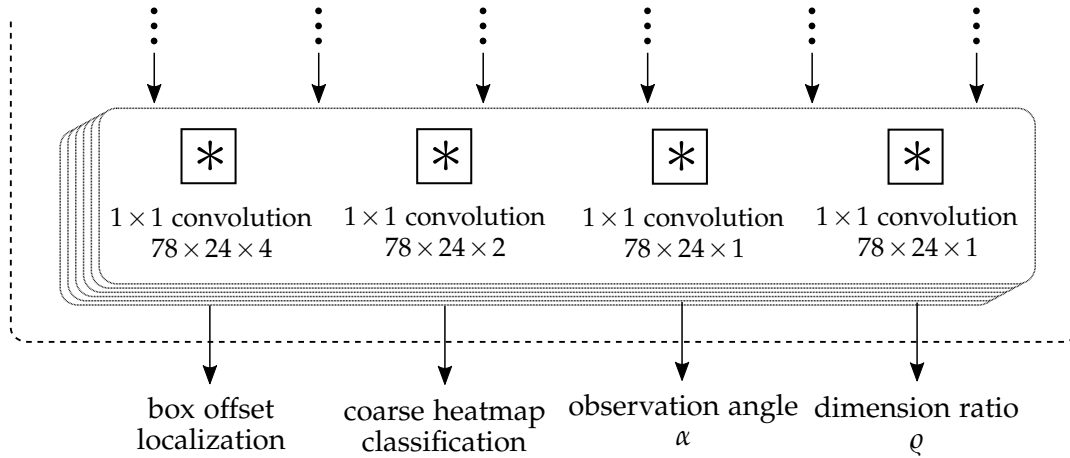 * * * *
1 × 1 convolution 1 × 1 convolution 1 × 1 convolution 1 × 1 convolution
78 × 24 × 4 78 × 24 × 2 78 × 24 × 1 78 × 24 × 1
box offset coarse heatmap observation angle dimension ratio
localization classification α ϱ